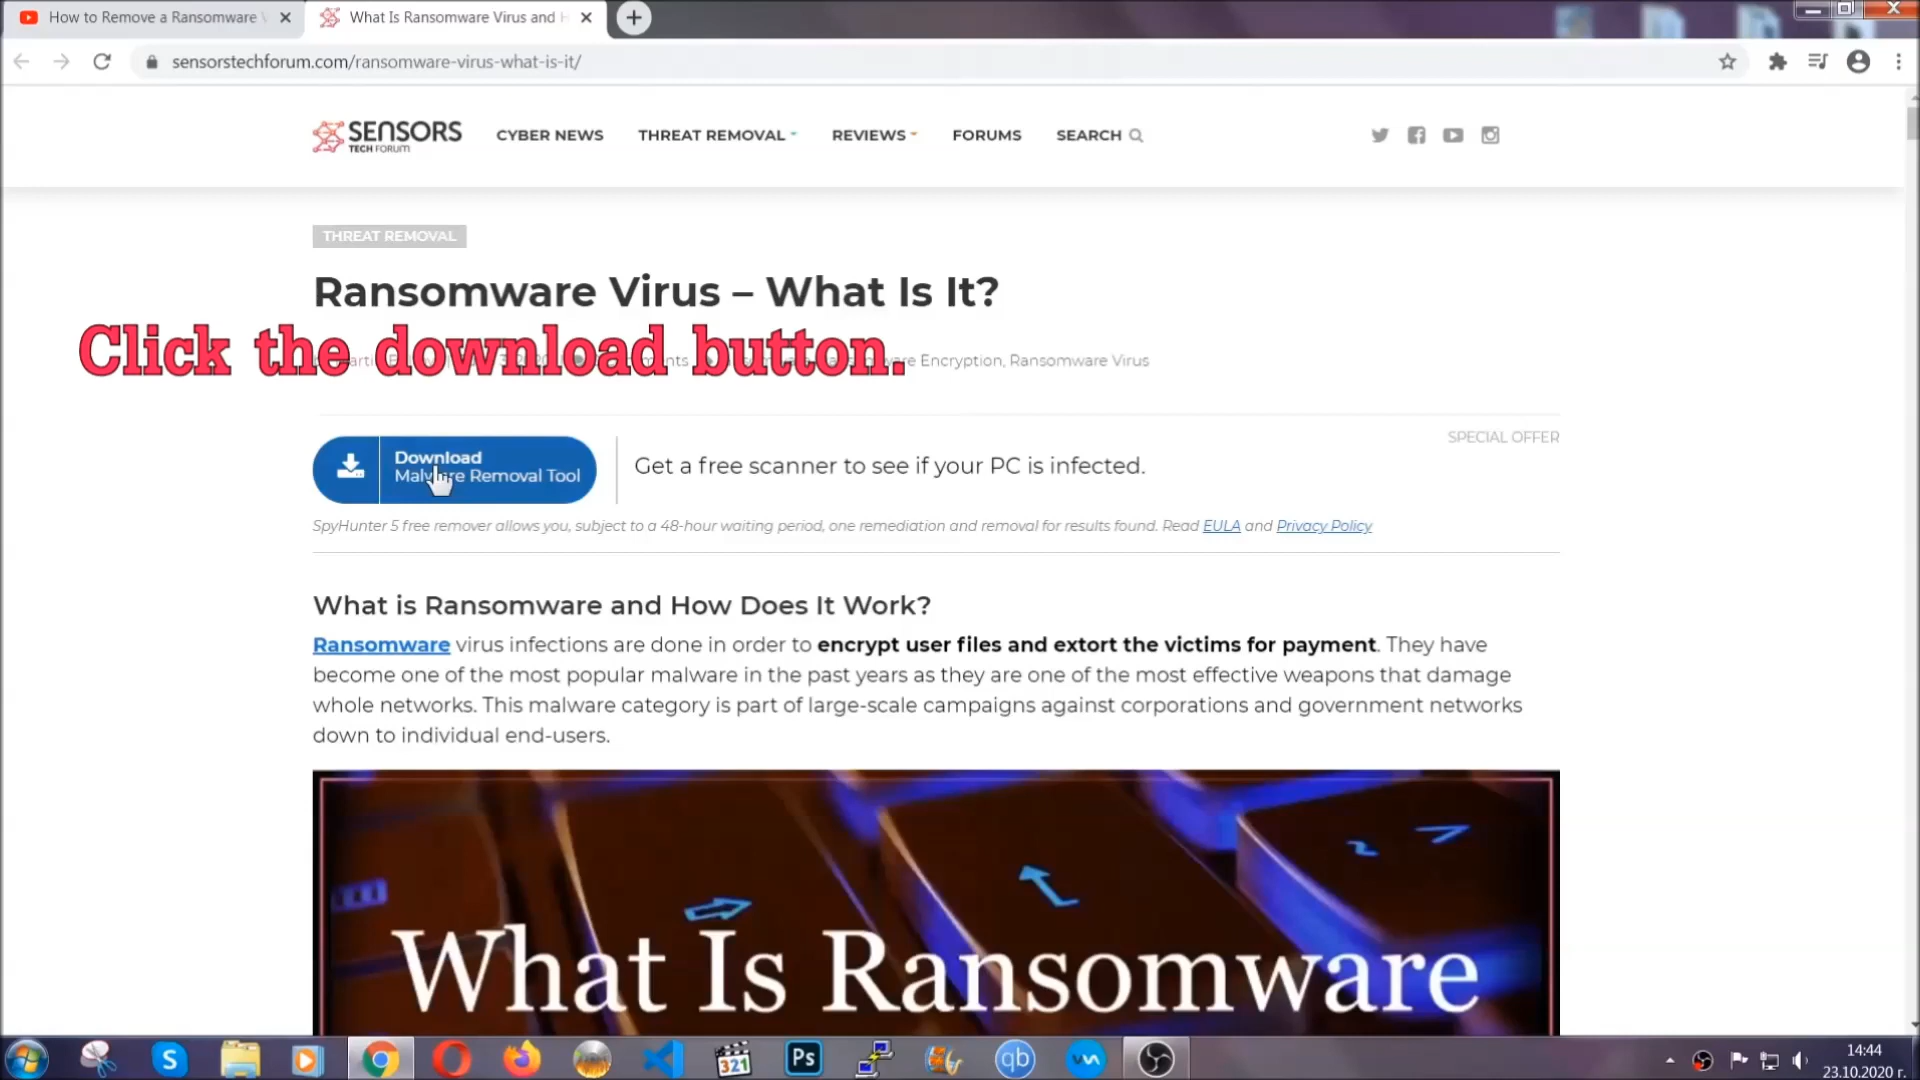 How to Remove a Ransomware
What Is Ransomware Virus and
sensorstechforum.com/ransomware-virus-what-is-it/
SENSORS
TECH FORUM
CYBER NEWS
THREAT REMOVAL
REVIEWS
FORUMS
SEARCH
THREAT REMOVAL
Ransomware Virus – What Is It?
Click the download button.
Encryption, Ransomware Virus
SPECIAL OFFER
Download
Malware Removal Tool
Get a free scanner to see if your PC is infected.
SpyHunter 5 free remover allows you, subject to a 48-hour waiting period, one remediation and removal for results found. Read EULA and Privacy Policy
What is Ransomware and How Does It Work?
Ransomware virus infections are done in order to encrypt user files and extort the victims for payment. They have
become one of the most popular malware in the past years as they are one of the most effective weapons that damage
whole networks. This malware category is part of large-scale campaigns against corporations and government networks
down to individual end-users.
What Is Ransomware
S
321
Ps
qb
14:44
23.10.2020 г.